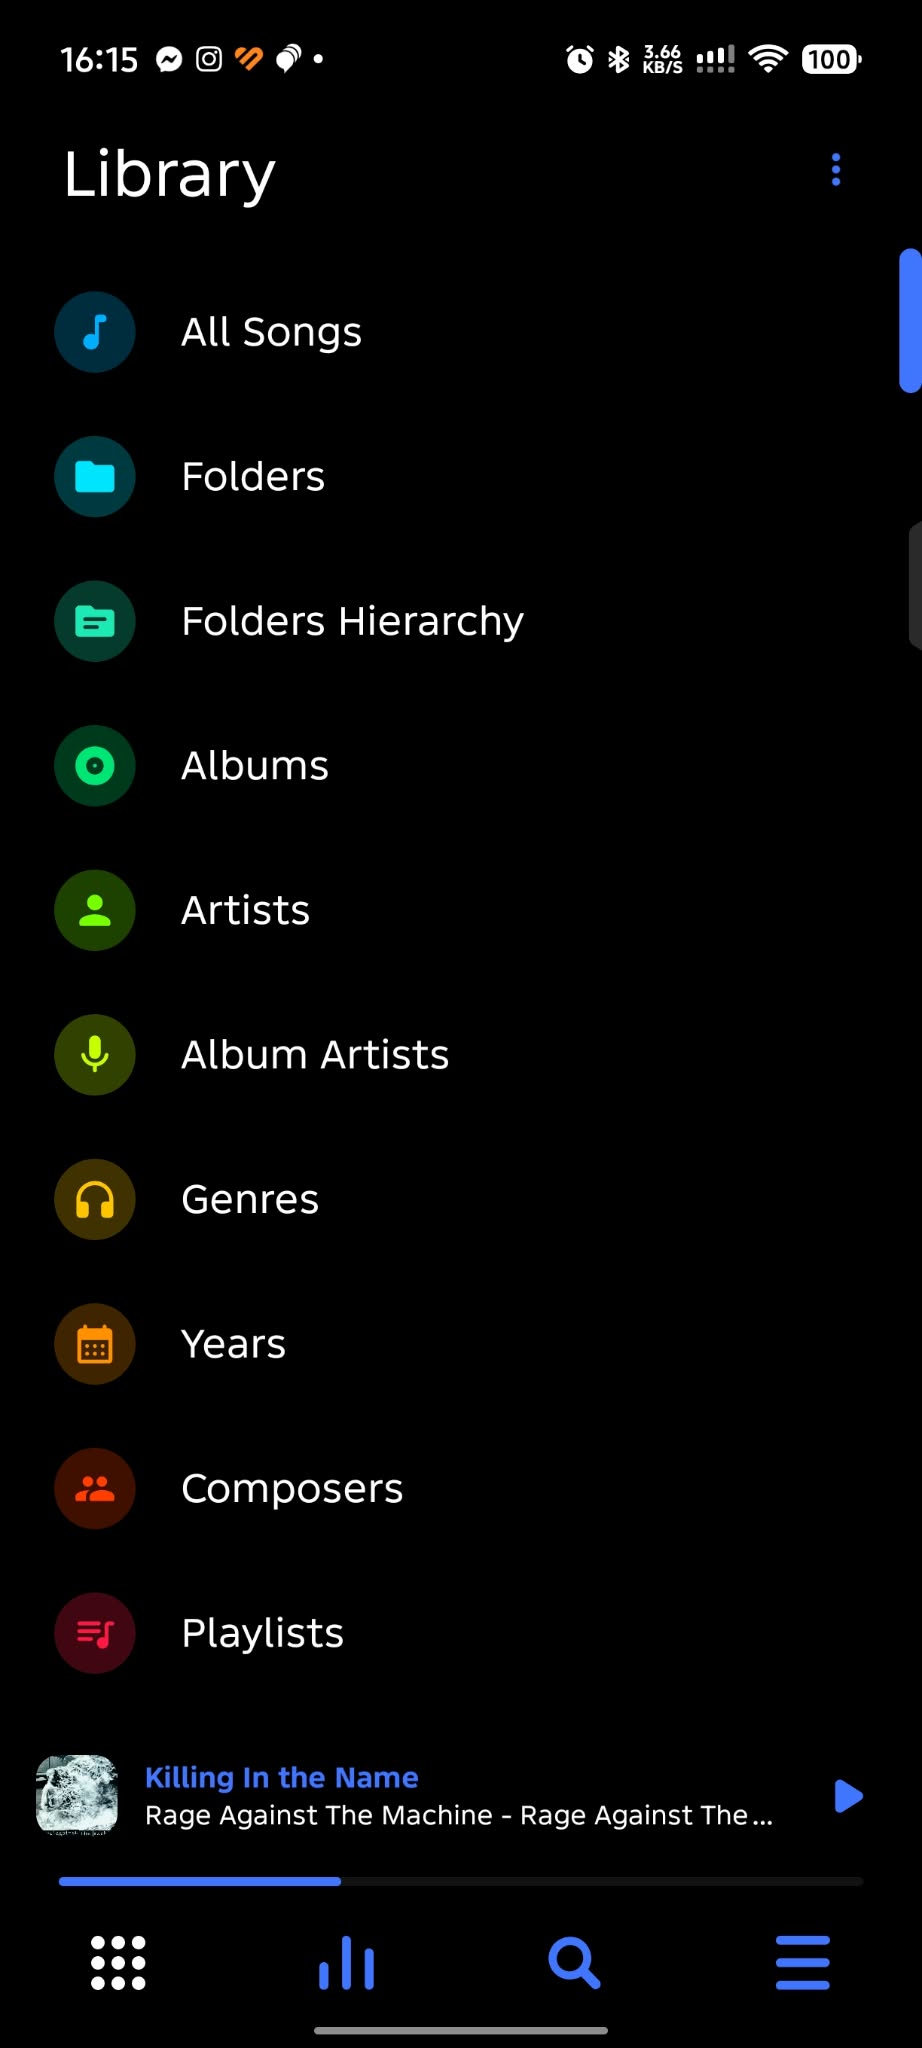 16:15 3.66 KB/S 100
Library
All Songs
Folders
Folders Hierarchy
Albums
Artists
Album Artists
Genres
Years
Composers
Playlists
Killing In the Name
Rage Against The Machine - Rage Against The...